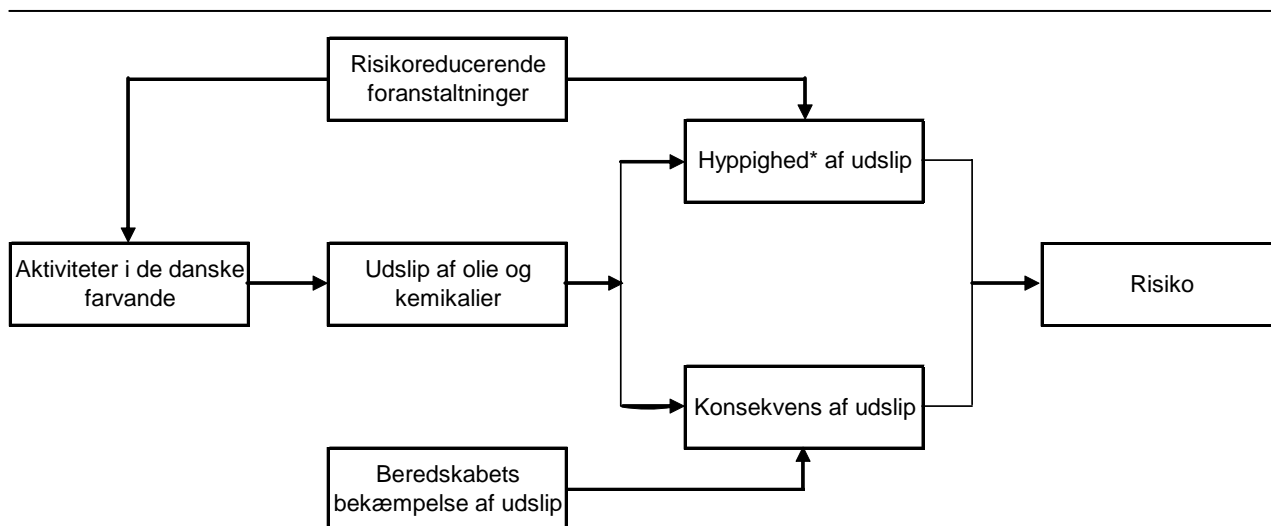 Risikoreducerende
foranstaltninger
Hyppighed* af udslip
Aktiviteter i de danske
farvande
Udslip af olie og
kemikalier
Risiko
Konsekvens af udslip
Beredskabets
bekæmpelse af udslip